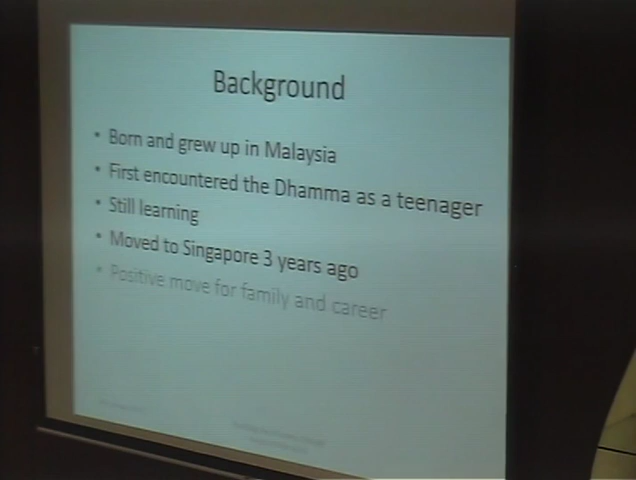 Background
• Born and grew up in Malaysia
• First encountered the Dhamma as a teenager
• Still learning
• Moved to Singapore 3 years ago
• Positive move for family and career